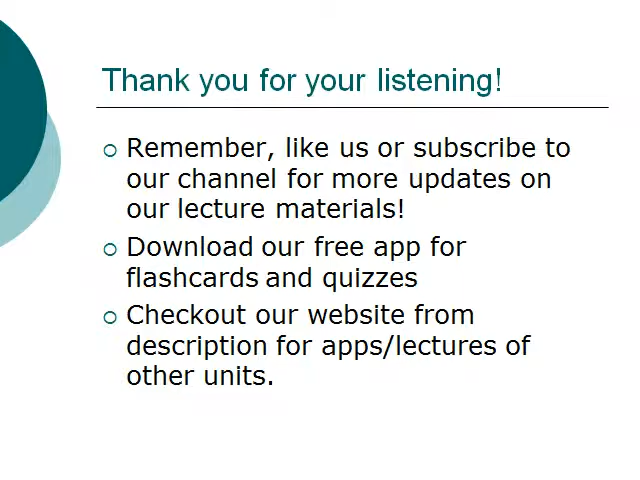 Thank you for your listening!
Remember, like us or subscribe to
our channel for more updates on
our lecture materials!
Download our free app for
flashcards and quizzes
Checkout our website from
description for apps/lectures of
other units.